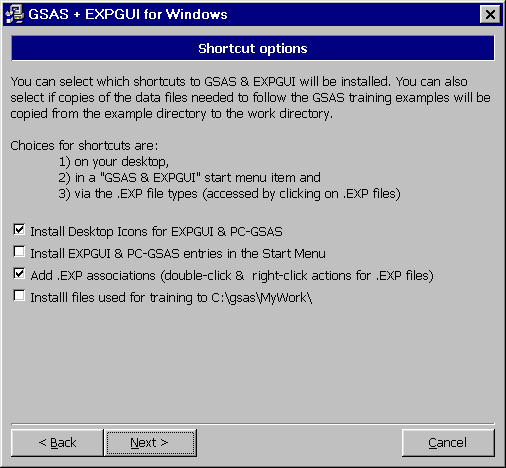 GSAS + EXPGUI for Windows
Shortcut options
You can select which shortcuts to GSAS & EXPGUI will be installed. You can also
select if copies of the data files needed to follow the GSAS training examples will be
copied from the example directory to the work directory.
Choices for shortcuts are:
1) on your desktop,
2) in a "GSAS & EXPGUI" start menu item and
3) via the .EXP file types (accessed by clicking on .EXP files)
Install Desktop Icons for EXPGUI & PC-GSAS
Install EXPGUI & PC-GSAS entries in the Start Menu
Add .EXP associations (double-click & right-click actions for .EXP files)
Installl files used for training to C:\gsas\MyWork\
< Back
Next >
Cancel